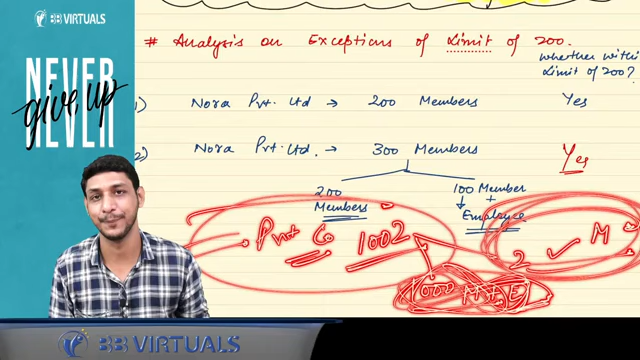 BB VIRTUALS
NEVER
give up
NEVER
# Analysis on Exceptions of Limit of 200.
whether within
Limit of 200?
1) Nora Pvt. Ltd → 200 Members Yes
2) Nora Pvt. Ltd. → 300 Members Yes
200
Members
100 Member
+
Employee
Pvt Co 1002
2 ✓ M
1000 M+E
BB VIRTUALS